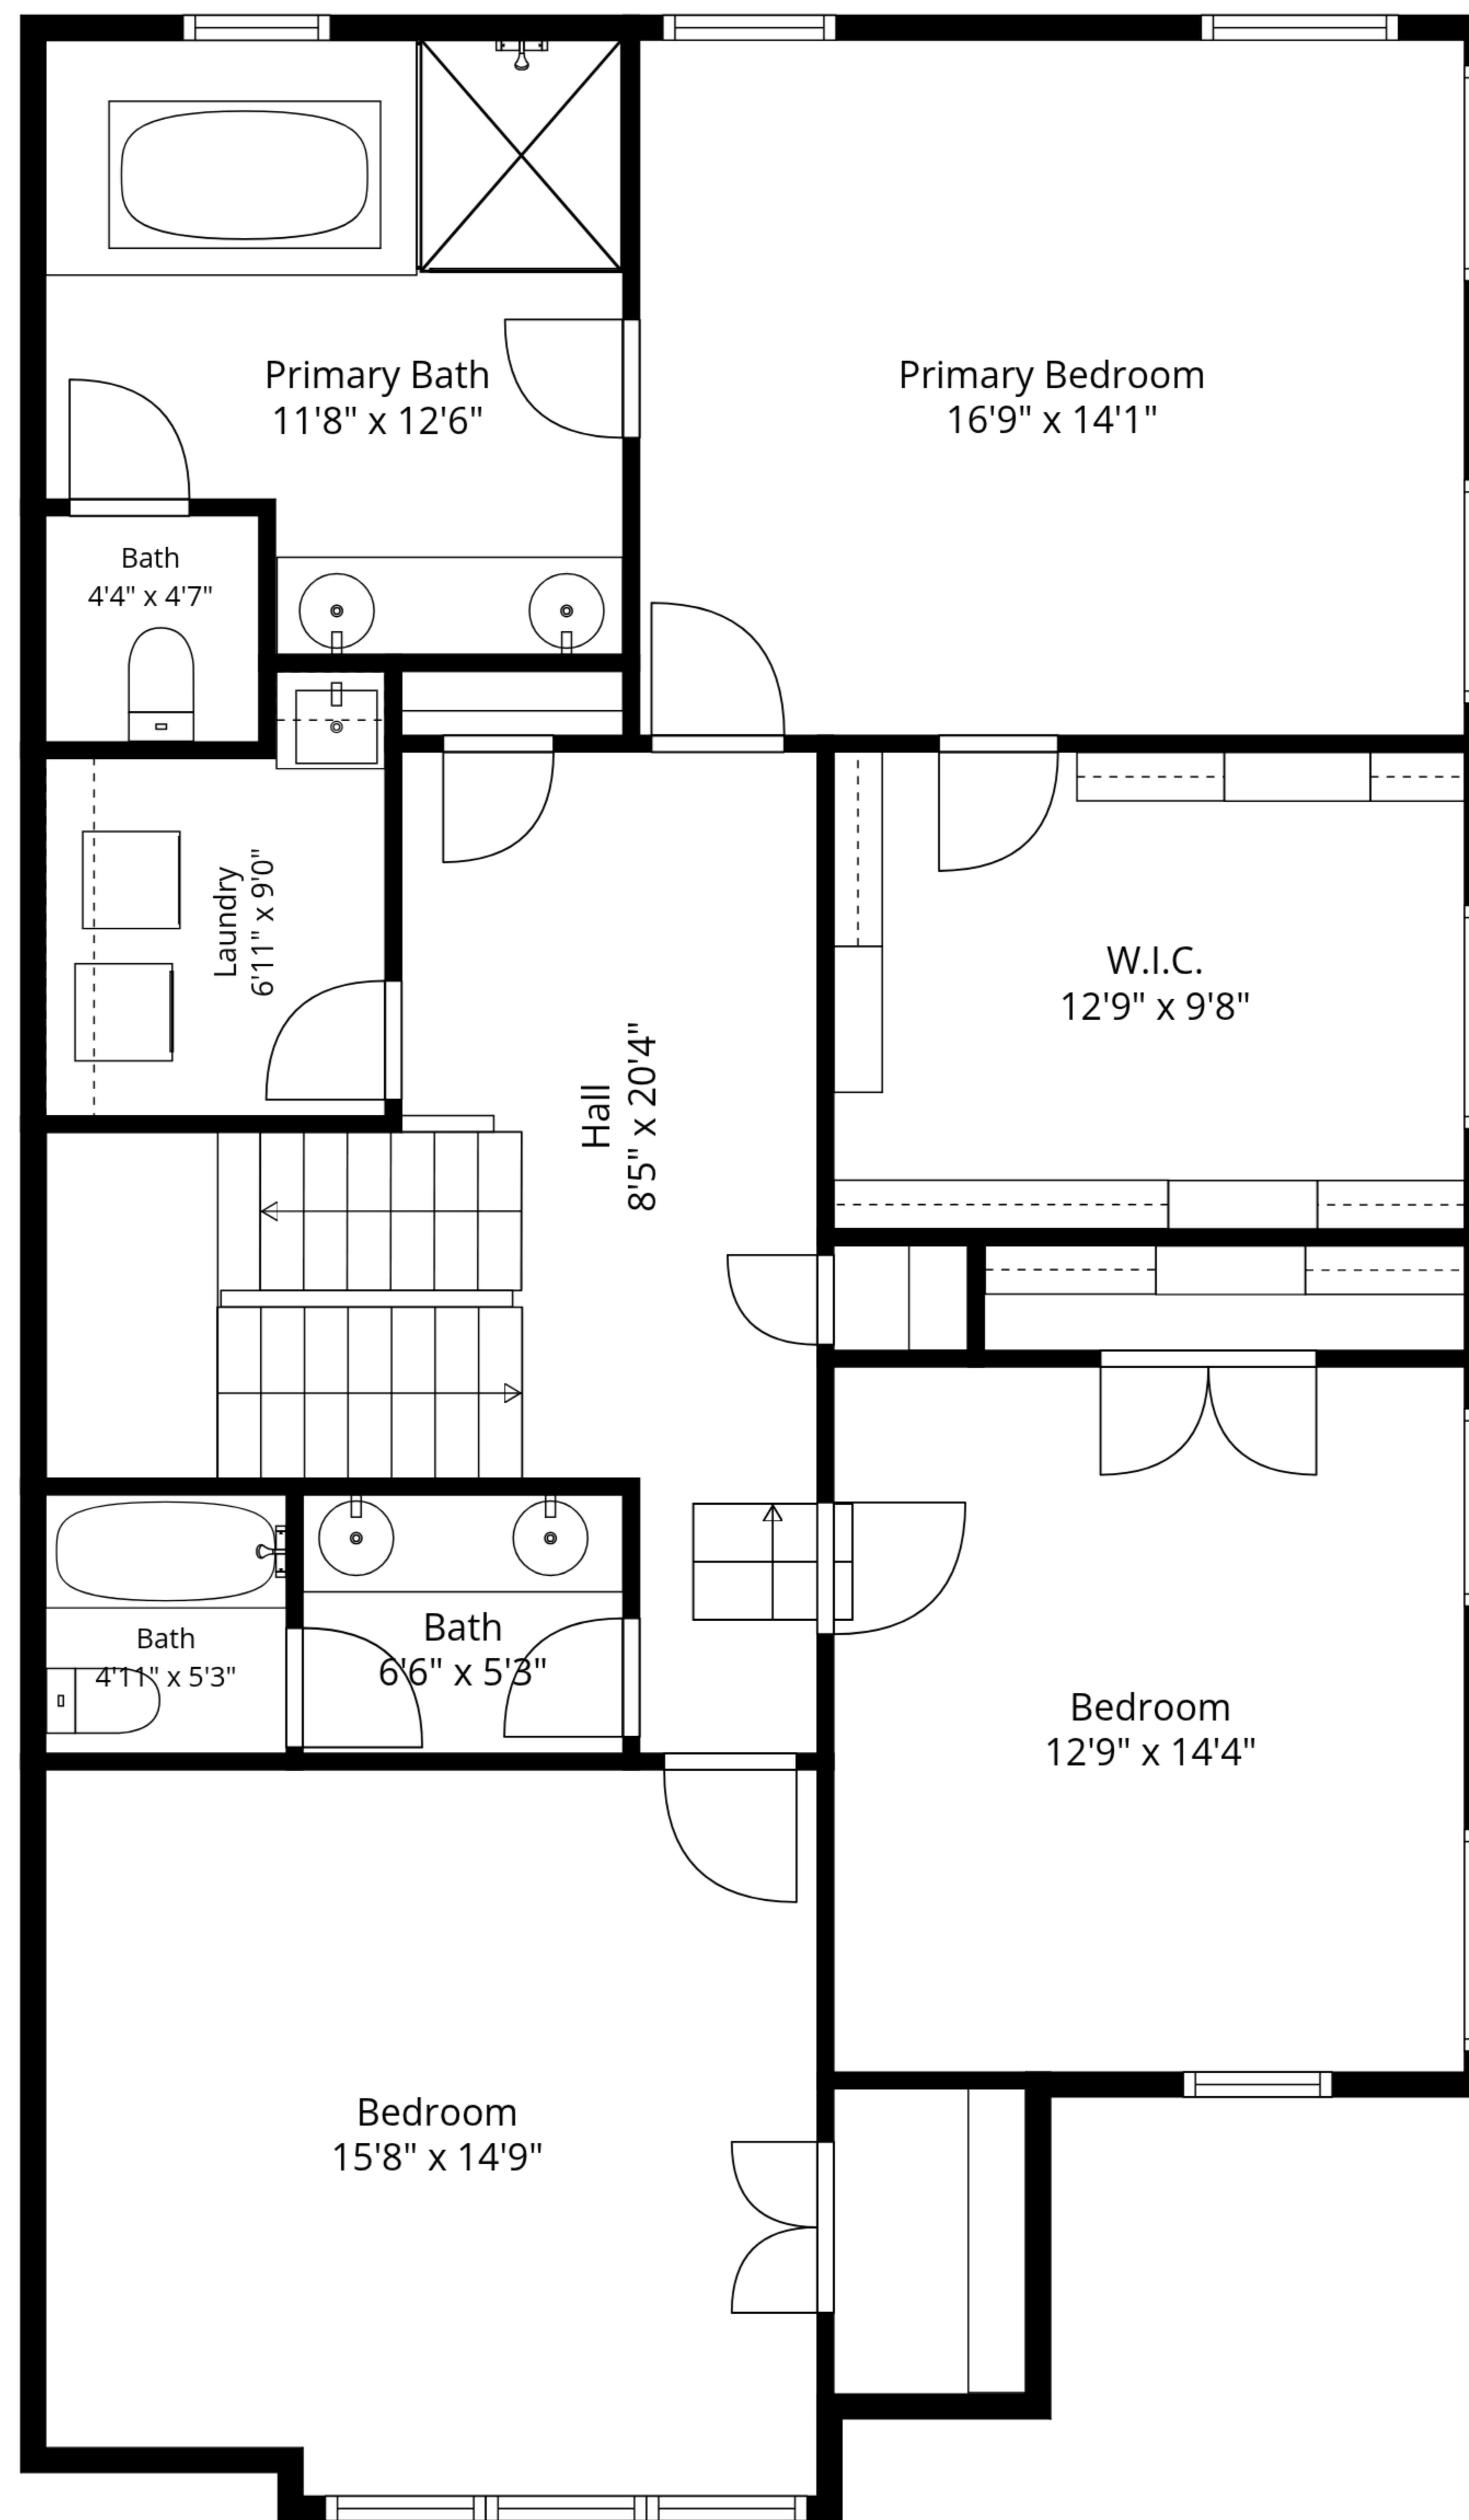 Primary Bath
11'8" x 12'6"
Primary Bedroom
16'9" x 14'1"
Bath
4'4" x 4'7"
Laundry
6'11" x 9'0"
W.I.C.
12'9" x 9'8"
Hall
8'5" x 20'4"
Bath
4'11" x 5'3"
Bath
6'6" x 5'3"
Bedroom
12'9" x 14'4"
Bedroom
15'8" x 14'9"